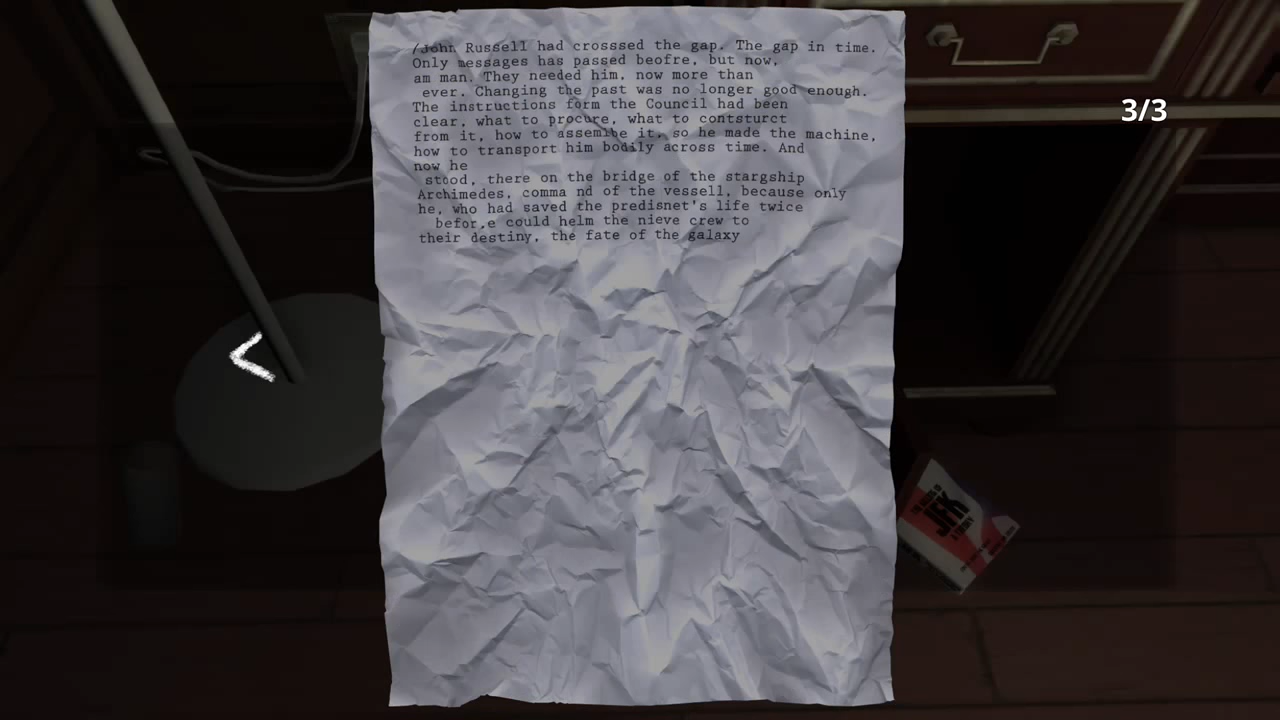 /John Russell had crosssed the gap. The gap in time.
Only messages has passed beofre, but now,
am man. They needed him, now more than
ever. Changing the past was no longer good enough.
The instructions form the Council had been
clear, what to procure, what to contsturct
from it, how to assemlbe it, so he made the machine,
how to transport him bodily across time. And
now he
stood, there on the bridge of the stargship
Archimedes, comma nd of the vessell, because only
he, who had saved the predisnet's life twice
befor,e could helm the nieve crew to
their destiny, the fate of the galaxy
3/3
<
JFK